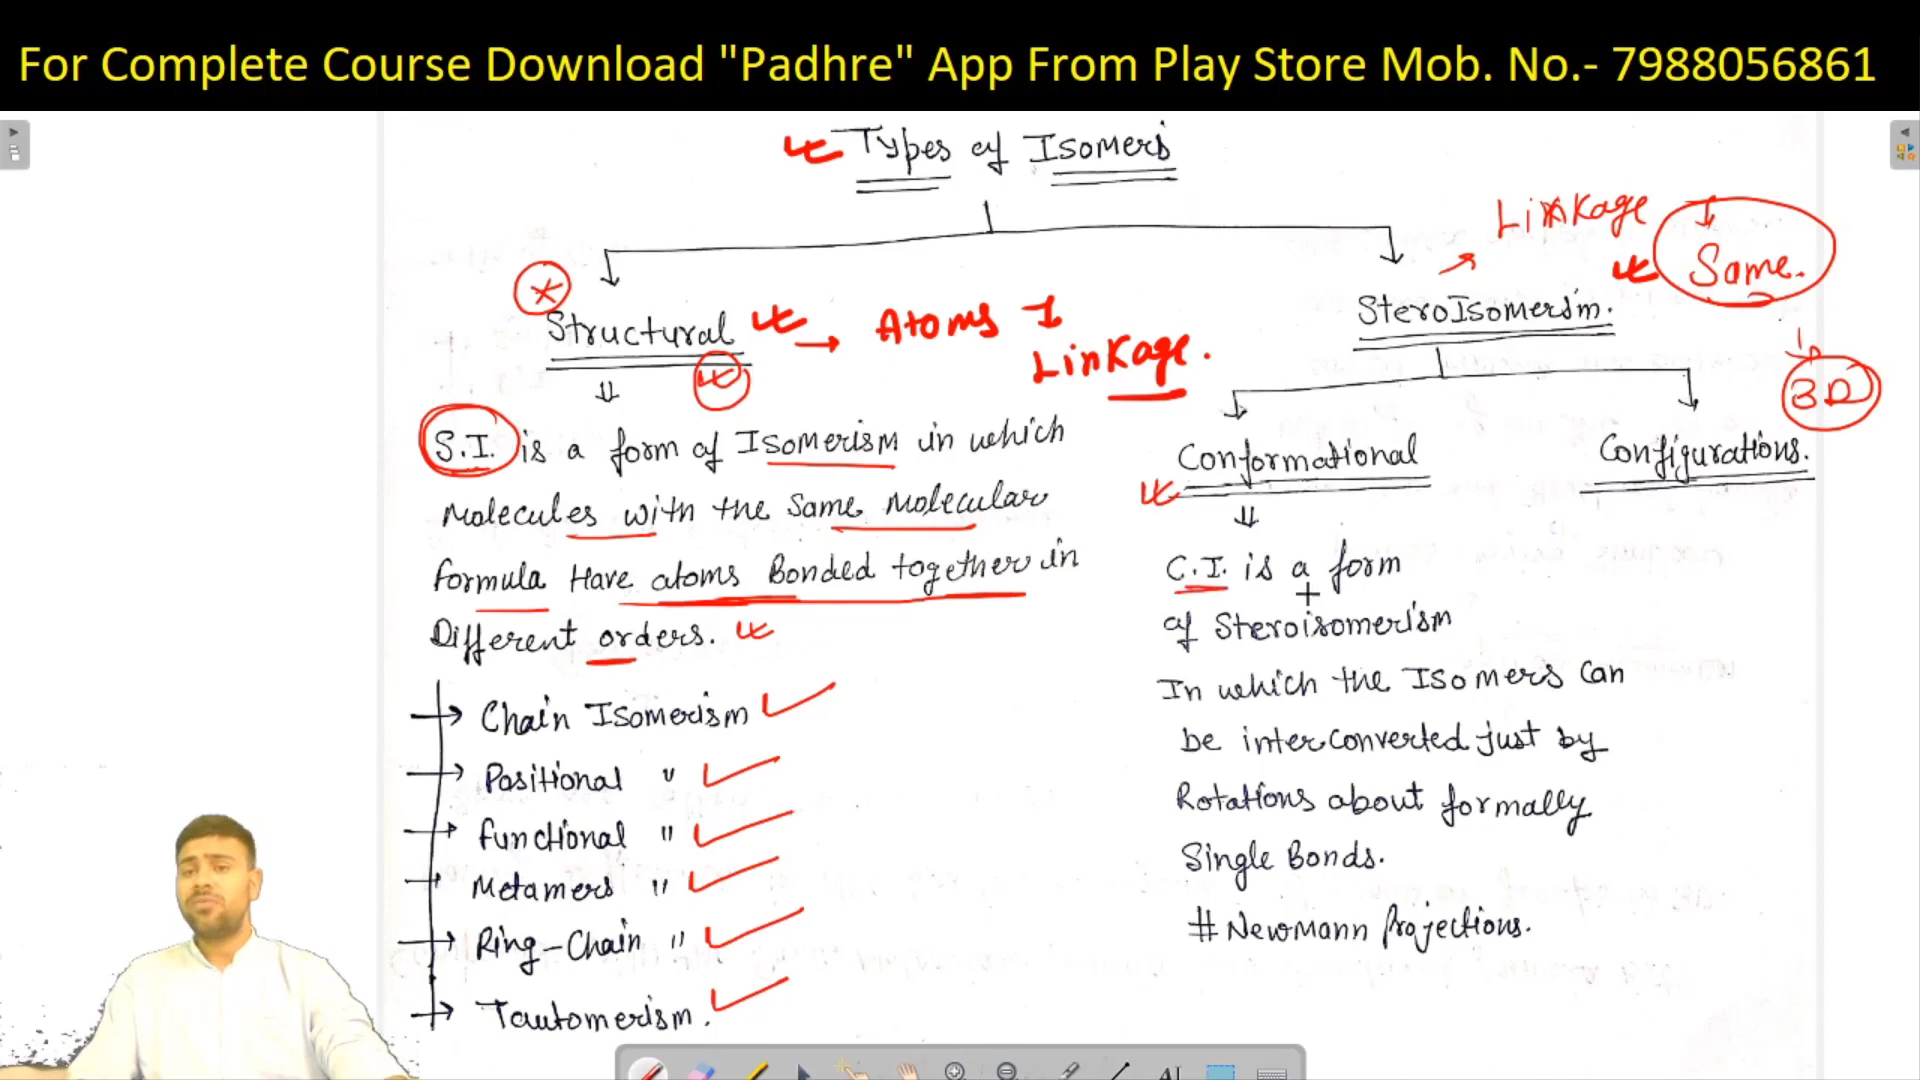 For Complete Course Download "Padhre" App From Play Store Mob. No.- 7988056861
Types of Isomers
Linkage
Same.
Structural → Atoms
Linkage.
SteroIsomerism.
3D
S.I. is a form of Isomerism in which
Molecules with the Same Molecular
formula Have atoms Bonded together in
Different orders.
→ Chain Isomerism
→ Positional "
→ functional "
→ Metamers "
→ Ring-Chain "
→ Tautomerism.
Conformational
Configurations.
C.I. is a form
of Steroisomerism
In which the Isomers Can
be interconverted just by
Rotations about formally
Single Bonds.
# Newmann Projections.